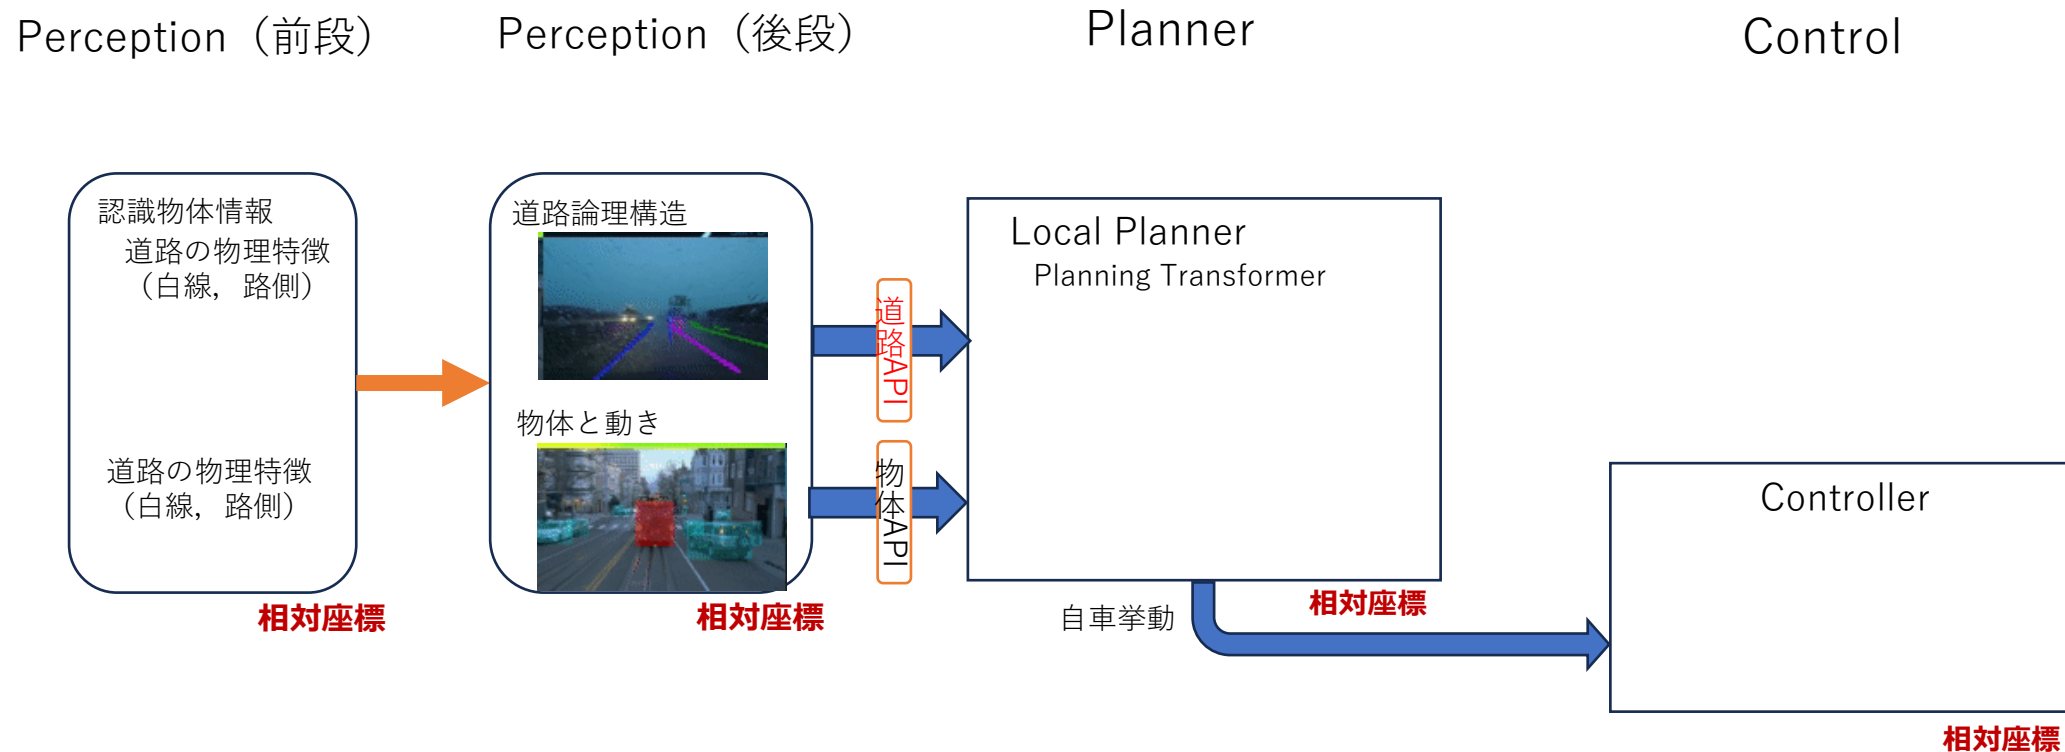 Perception（前段）
Perception（後段）
Planner
Control
認識物体情報
道路の物理特徴
（白線，路側）
道路の物理特徴
（白線，路側）
相対座標
道路論理構造
物体と動き
相対座標
道路API
物体API
Local Planner
Planning Transformer
相対座標
自車挙動
Controller
相対座標